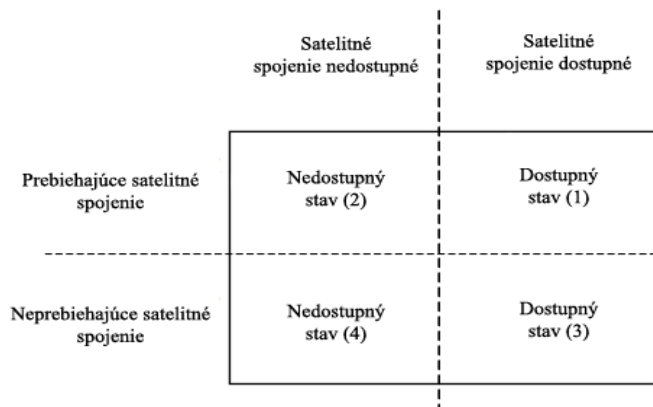 Satelitné
spojenie nedostupné
Satelitné
spojenie dostupné
Prebiehajúce satelitné
spojenie
Nedostupný
stav (2)
Dostupný
stav (1)
Neprebiehajúce satelitné
spojenie
Nedostupný
stav (4)
Dostupný
stav (3)